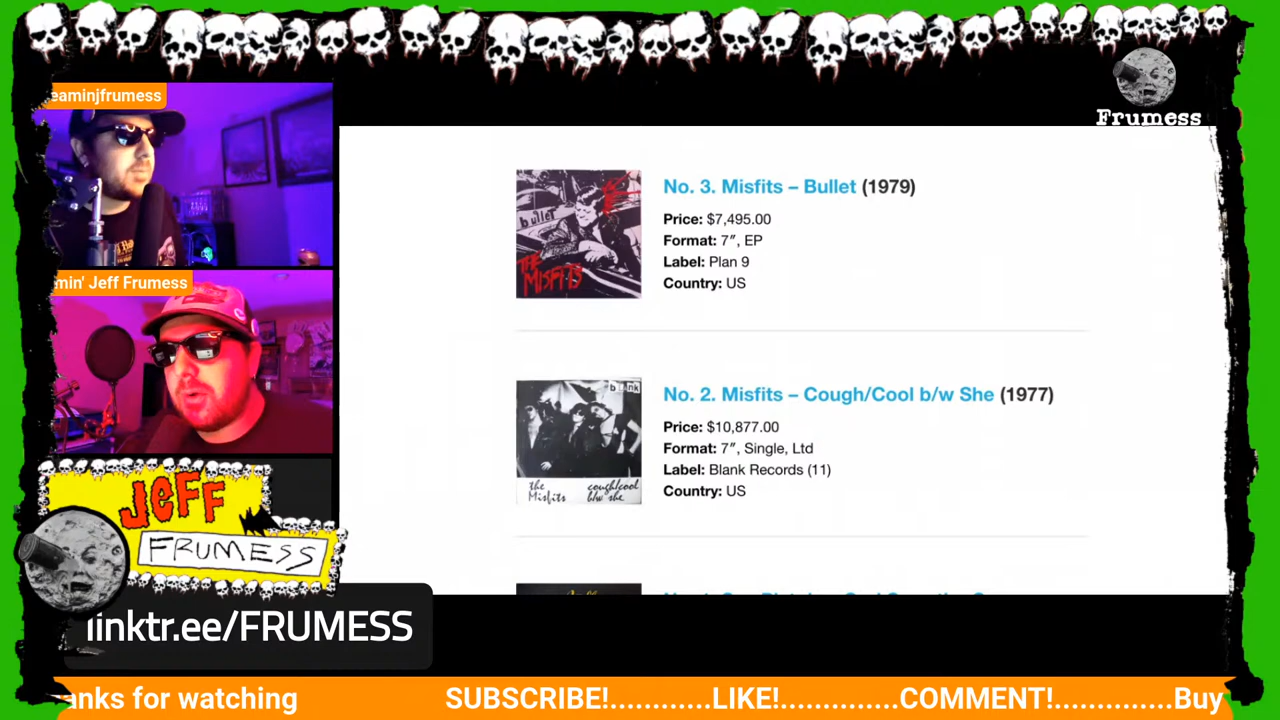 eaminjfrumess
Frumess
No. 3. Misfits – Bullet (1979)
Price: $7,495.00
Format: 7″, EP
Label: Plan 9
Country: US
bullet
THE
MISFITS
min' Jeff Frumess
No. 2. Misfits – Cough/Cool b/w She (1977)
Price: $10,877.00
Format: 7″, Single, Ltd
Label: Blank Records (11)
Country: US
blank
the
Misfits
cough/cool
b/w she
JEFF
FRUMESS
linktr.ee/FRUMESS
anks for watching
SUBSCRIBE!............LIKE!.............COMMENT!..............Buy